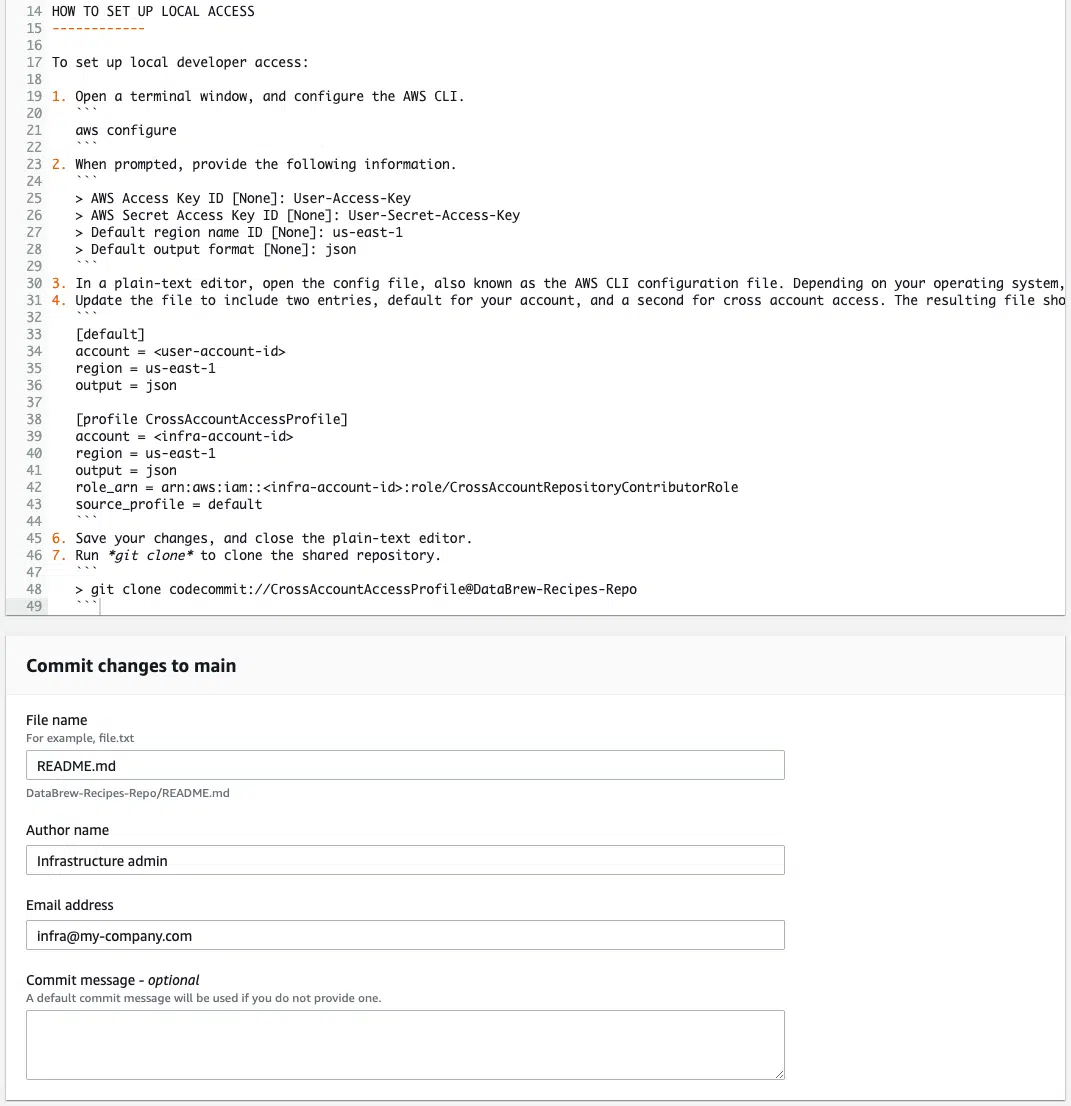 14 HOW TO SET UP LOCAL ACCESS
15 ------------
16
17 To set up local developer access:
18
19 1. Open a terminal window, and configure the AWS CLI.
20 ```
21 aws configure
22 ```
23 2. When prompted, provide the following information.
24 ```
25 > AWS Access Key ID [None]: User-Access-Key
26 > AWS Secret Access Key ID [None]: User-Secret-Access-Key
27 > Default region name ID [None]: us-east-1
28 > Default output format [None]: json
29 ```
30 3. In a plain-text editor, open the config file, also known as the AWS CLI configuration file. Depending on your operating system,
31 4. Update the file to include two entries, default for your account, and a second for cross account access. The resulting file sho
32 ```
33 [default]
34 account = <user-account-id>
35 region = us-east-1
36 output = json
37
38 [profile CrossAccountAccessProfile]
39 account = <infra-account-id>
40 region = us-east-1
41 output = json
42 role_arn = arn:aws:iam::<infra-account-id>:role/CrossAccountRepositoryContributorRole
43 source_profile = default
44 ```
45 6. Save your changes, and close the plain-text editor.
46 7. Run *git clone* to clone the shared repository.
47 ```
48 > git clone codecommit://CrossAccountAccessProfile@DataBrew-Recipes-Repo
49 ```
Commit changes to main
File name
For example, file.txt
README.md
DataBrew-Recipes-Repo/README.md
Author name
Infrastructure admin
Email address
infra@my-company.com
Commit message - optional
A default commit message will be used if you do not provide one.